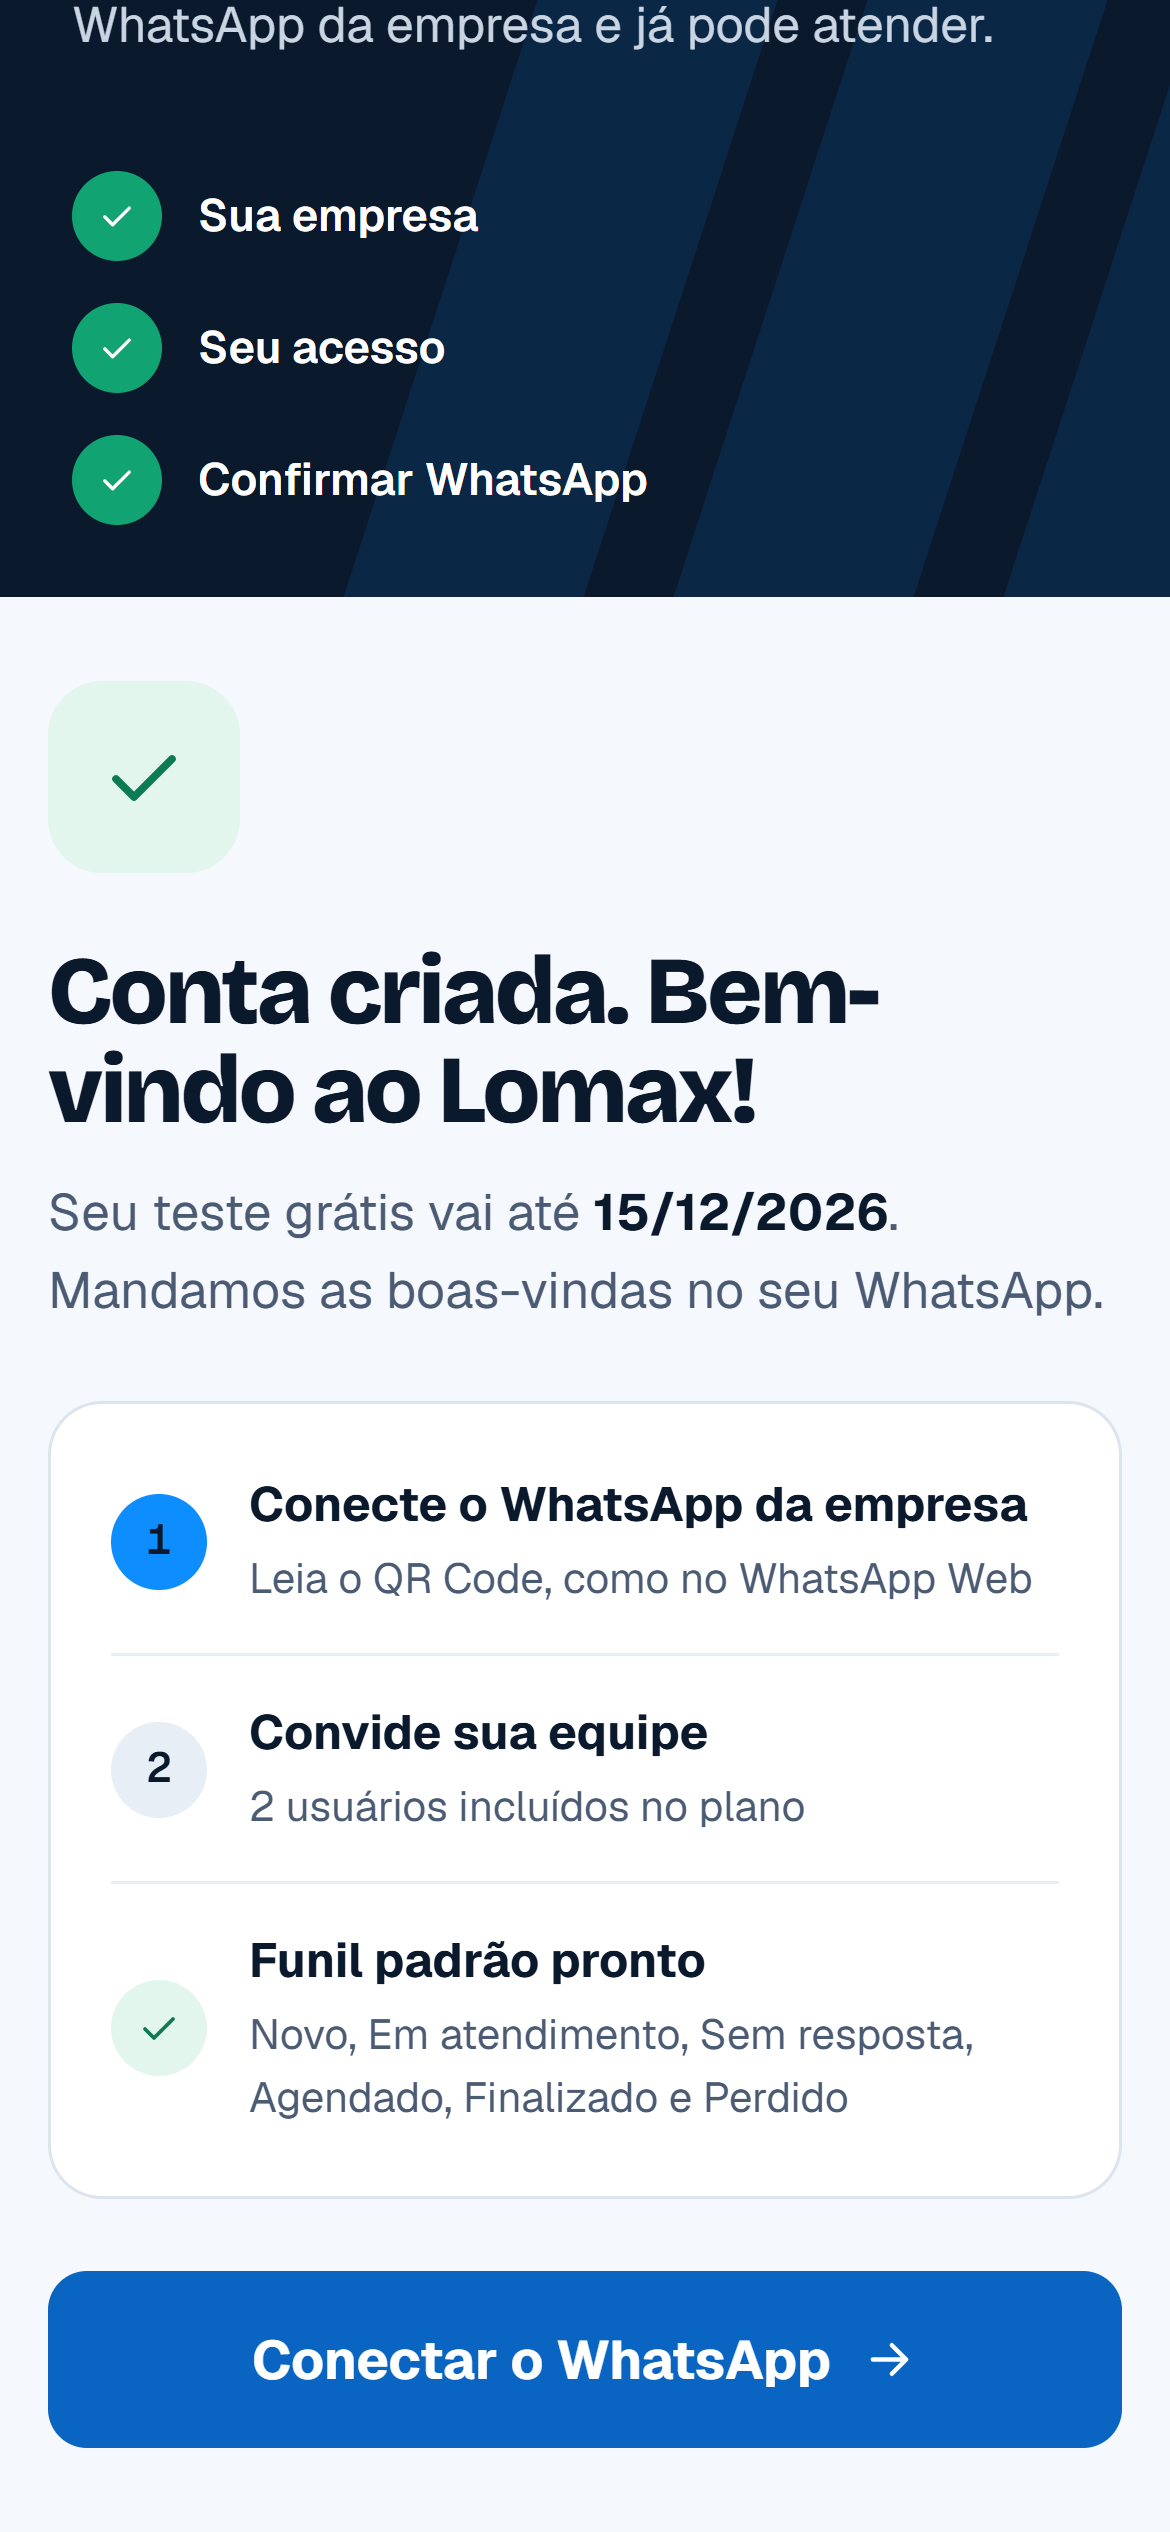 WhatsApp da empresa e já pode atender.
Sua empresa
Seu acesso
Confirmar WhatsApp
Conta criada. Bem-
vindo ao Lomax!
Seu teste grátis vai até 15/12/2026.
Mandamos as boas-vindas no seu WhatsApp.
1
Conecte o WhatsApp da empresa
Leia o QR Code, como no WhatsApp Web
2
Convide sua equipe
2 usuários incluídos no plano
Funil padrão pronto
Novo, Em atendimento, Sem resposta,
Agendado, Finalizado e Perdido
Conectar o WhatsApp →